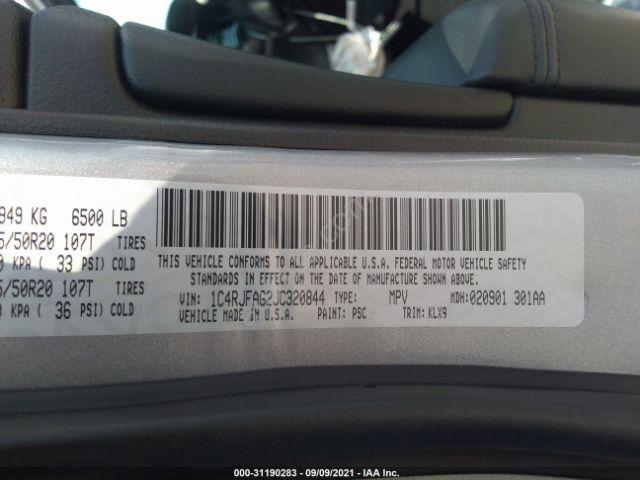 949 KG 6500 LB
/50R20 107T TIRES
KPA ( 33 PSI) COLD
/50R20 107T TIRES
KPA ( 36 PSI) COLD
THIS VEHICLE CONFORMS TO ALL APPLICABLE U.S.A. FEDERAL MOTOR VEHICLE SAFETY
STANDARDS IN EFFECT ON THE DATE OF MANUFACTURE SHOWN ABOVE.
VIN: 1C4RJFAG2JC320844 TYPE: MPV MDH: 020901 301AA
VEHICLE MADE IN U.S.A. PAINT: PSC TRIM: KLX9
000-31190283 - 09/09/2021 - IAA Inc.